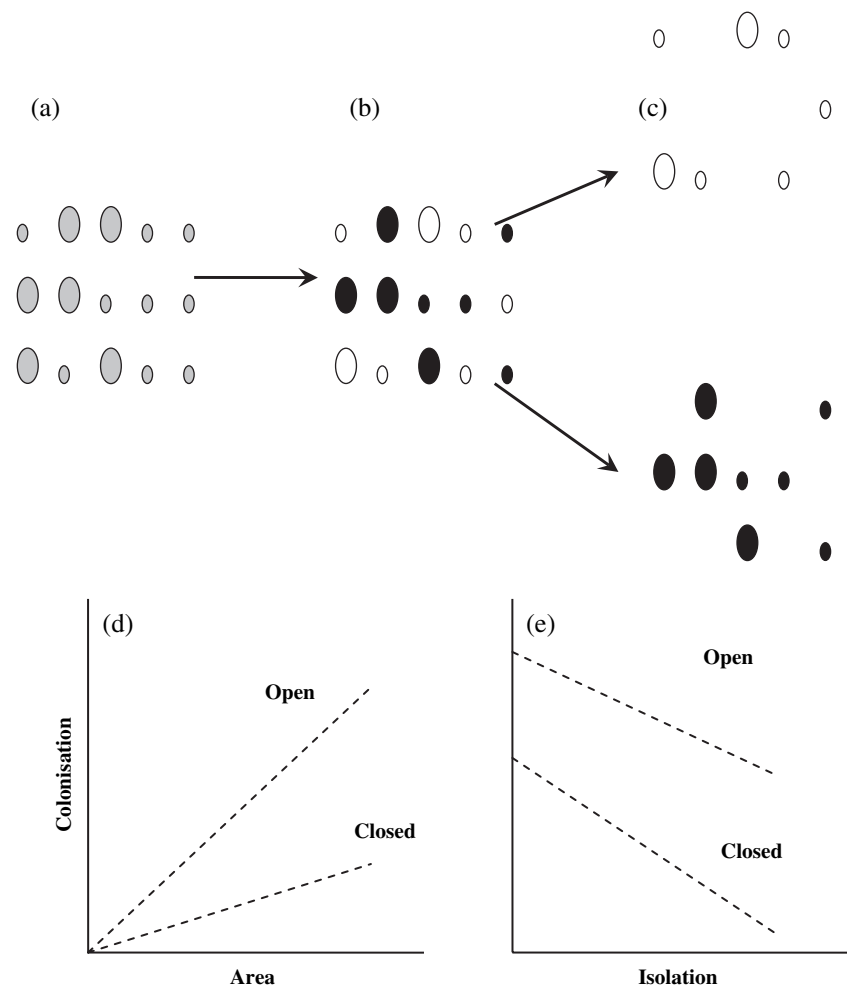 (a)
(b)
(c)
(d)
Open
Closed
Colonisation
Area
(e)
Open
Closed
Isolation